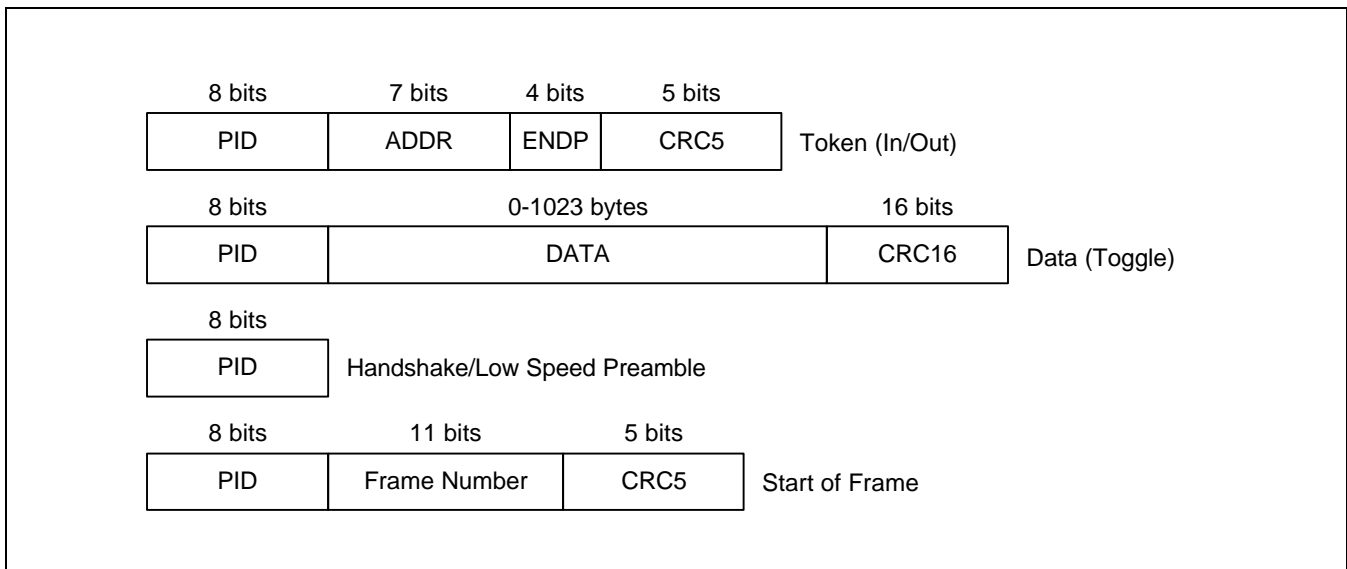 8 bits 7 bits 4 bits 5 bits
PID ADDR ENDP CRC5 Token (In/Out)
8 bits 0-1023 bytes 16 bits
PID DATA CRC16 Data (Toggle)
8 bits
PID Handshake/Low Speed Preamble
8 bits 11 bits 5 bits
PID Frame Number CRC5 Start of Frame